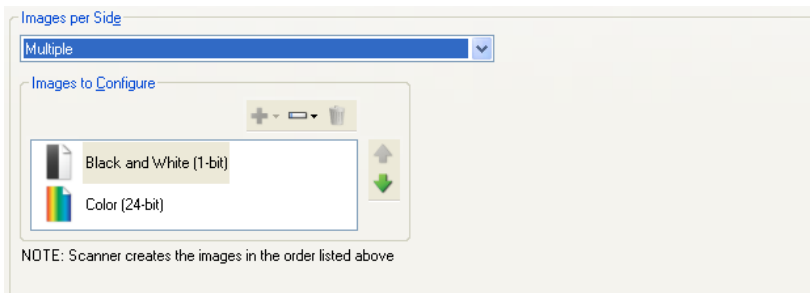 Images per Side
Multiple
Images to Configure
Black and White (1-bit)
Color (24-bit)
NOTE: Scanner creates the images in the order listed above